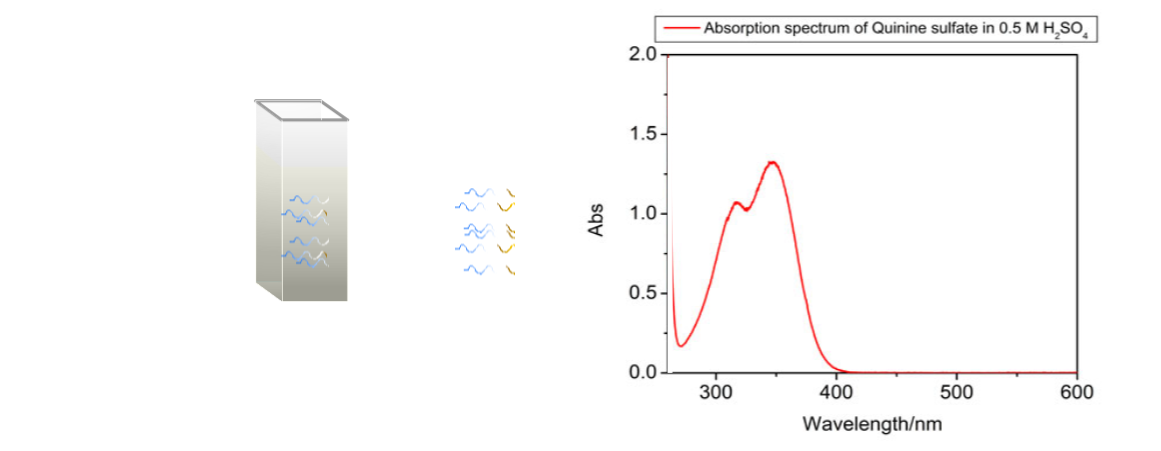 Absorption spectrum of Quinine sulfate in 0.5 M H₂SO₄
2.0
1.5
1.0
0.5
0.0
Abs
300 400 500 600
Wavelength/nm